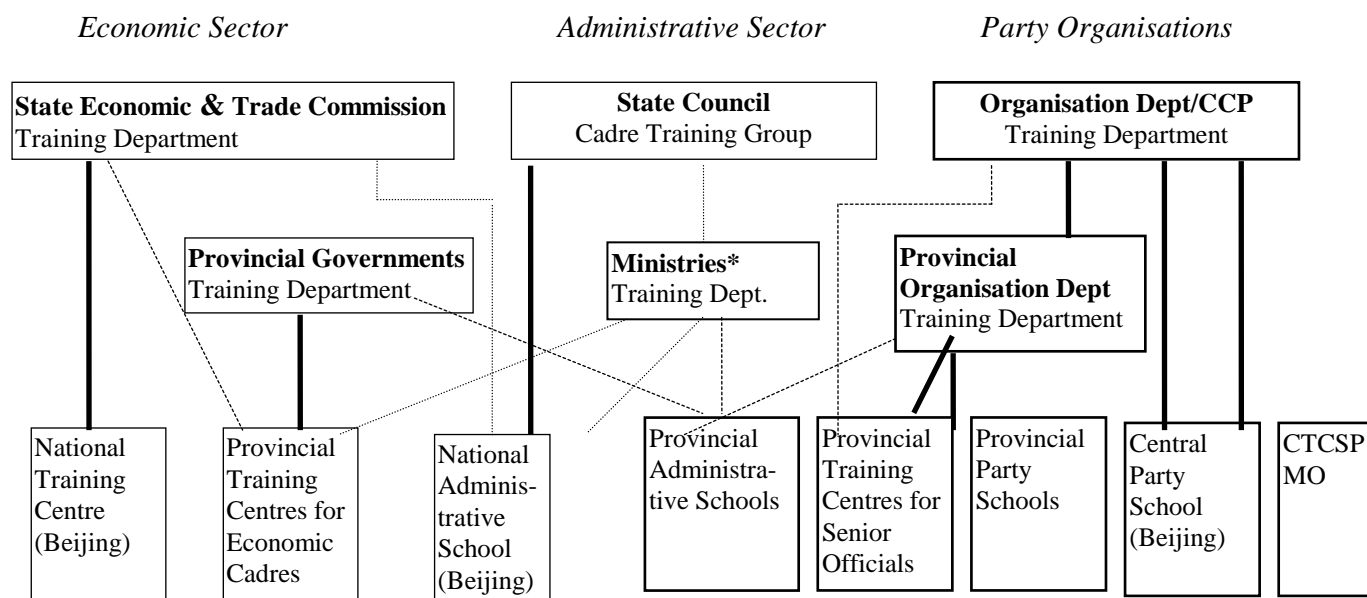 Economic Sector
Administrative Sector
Party Organisations
State Economic & Trade Commission
Training Department
State Council
Cadre Training Group
Organisation Dept/CCP
Training Department
Provincial Governments
Training Department
Ministries*
Training Dept.
Provincial
Organisation Dept
Training Department
National
Training
Centre
(Beijing)
Provincial
Training
Centres for
Economic
Cadres
National
Adminis-
trative
School
(Beijing)
Provincial
Administra-
tive Schools
Provincial
Training
Centres for
Senior
Officials
Provincial
Party
Schools
Central
Party
School
(Beijing)
CTCSP
MO